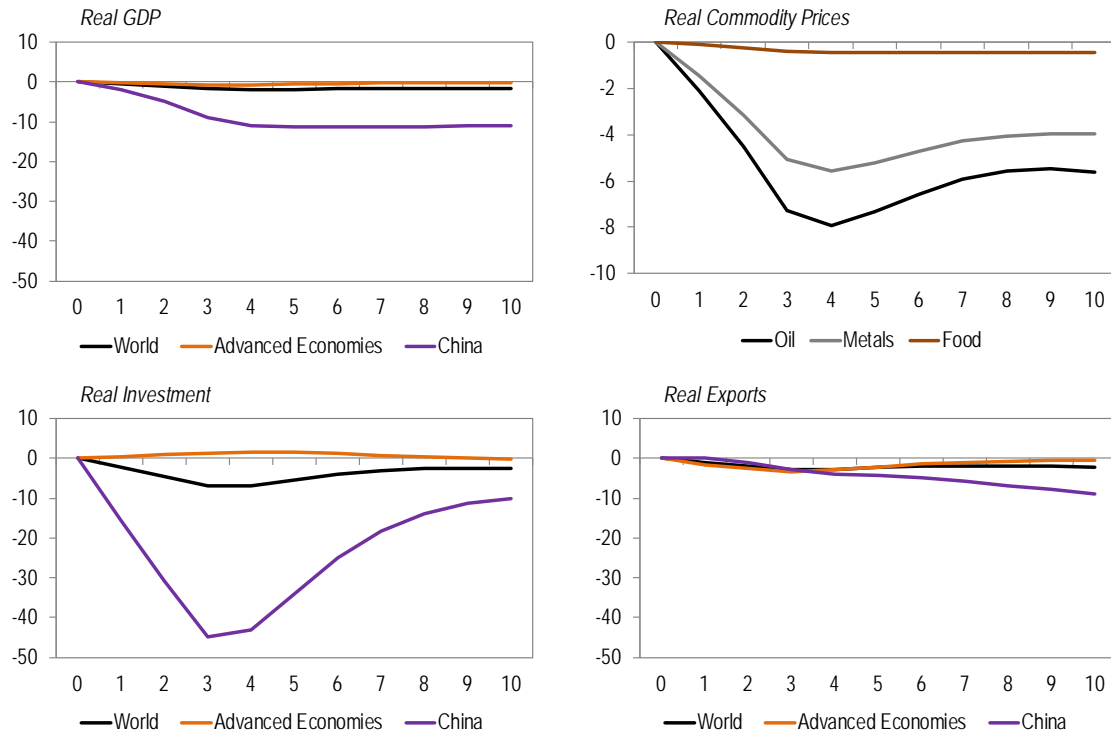 Real GDP
10
0
-10
-20
-30
-40
-50
0 1 2 3 4 5 6 7 8 9 10
World Advanced Economies China
Real Commodity Prices
0
-2
-4
-6
-8
-10
0 1 2 3 4 5 6 7 8 9 10
Oil Metals Food
Real Investment
10
0
-10
-20
-30
-40
-50
0 1 2 3 4 5 6 7 8 9 10
World Advanced Economies China
Real Exports
10
0
-10
-20
-30
-40
-50
0 1 2 3 4 5 6 7 8 9 10
World Advanced Economies China